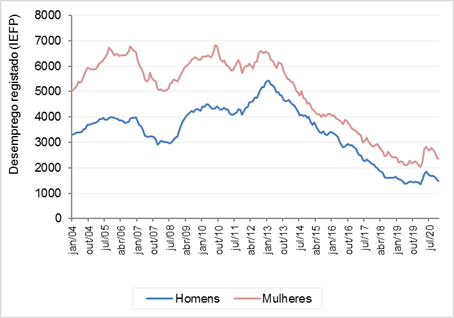 Desemprego registado (IEFP)
8000
7000
6000
5000
4000
3000
2000
1000
0
jan/04
out/04
jul/05
abr/06
jan/07
out/07
jul/08
abr/09
jan/10
out/10
jul/11
abr/12
jan/13
out/13
jul/14
abr/15
jan/16
out/16
jul/17
abr/18
jan/19
out/19
jul/20
Homens
Mulheres